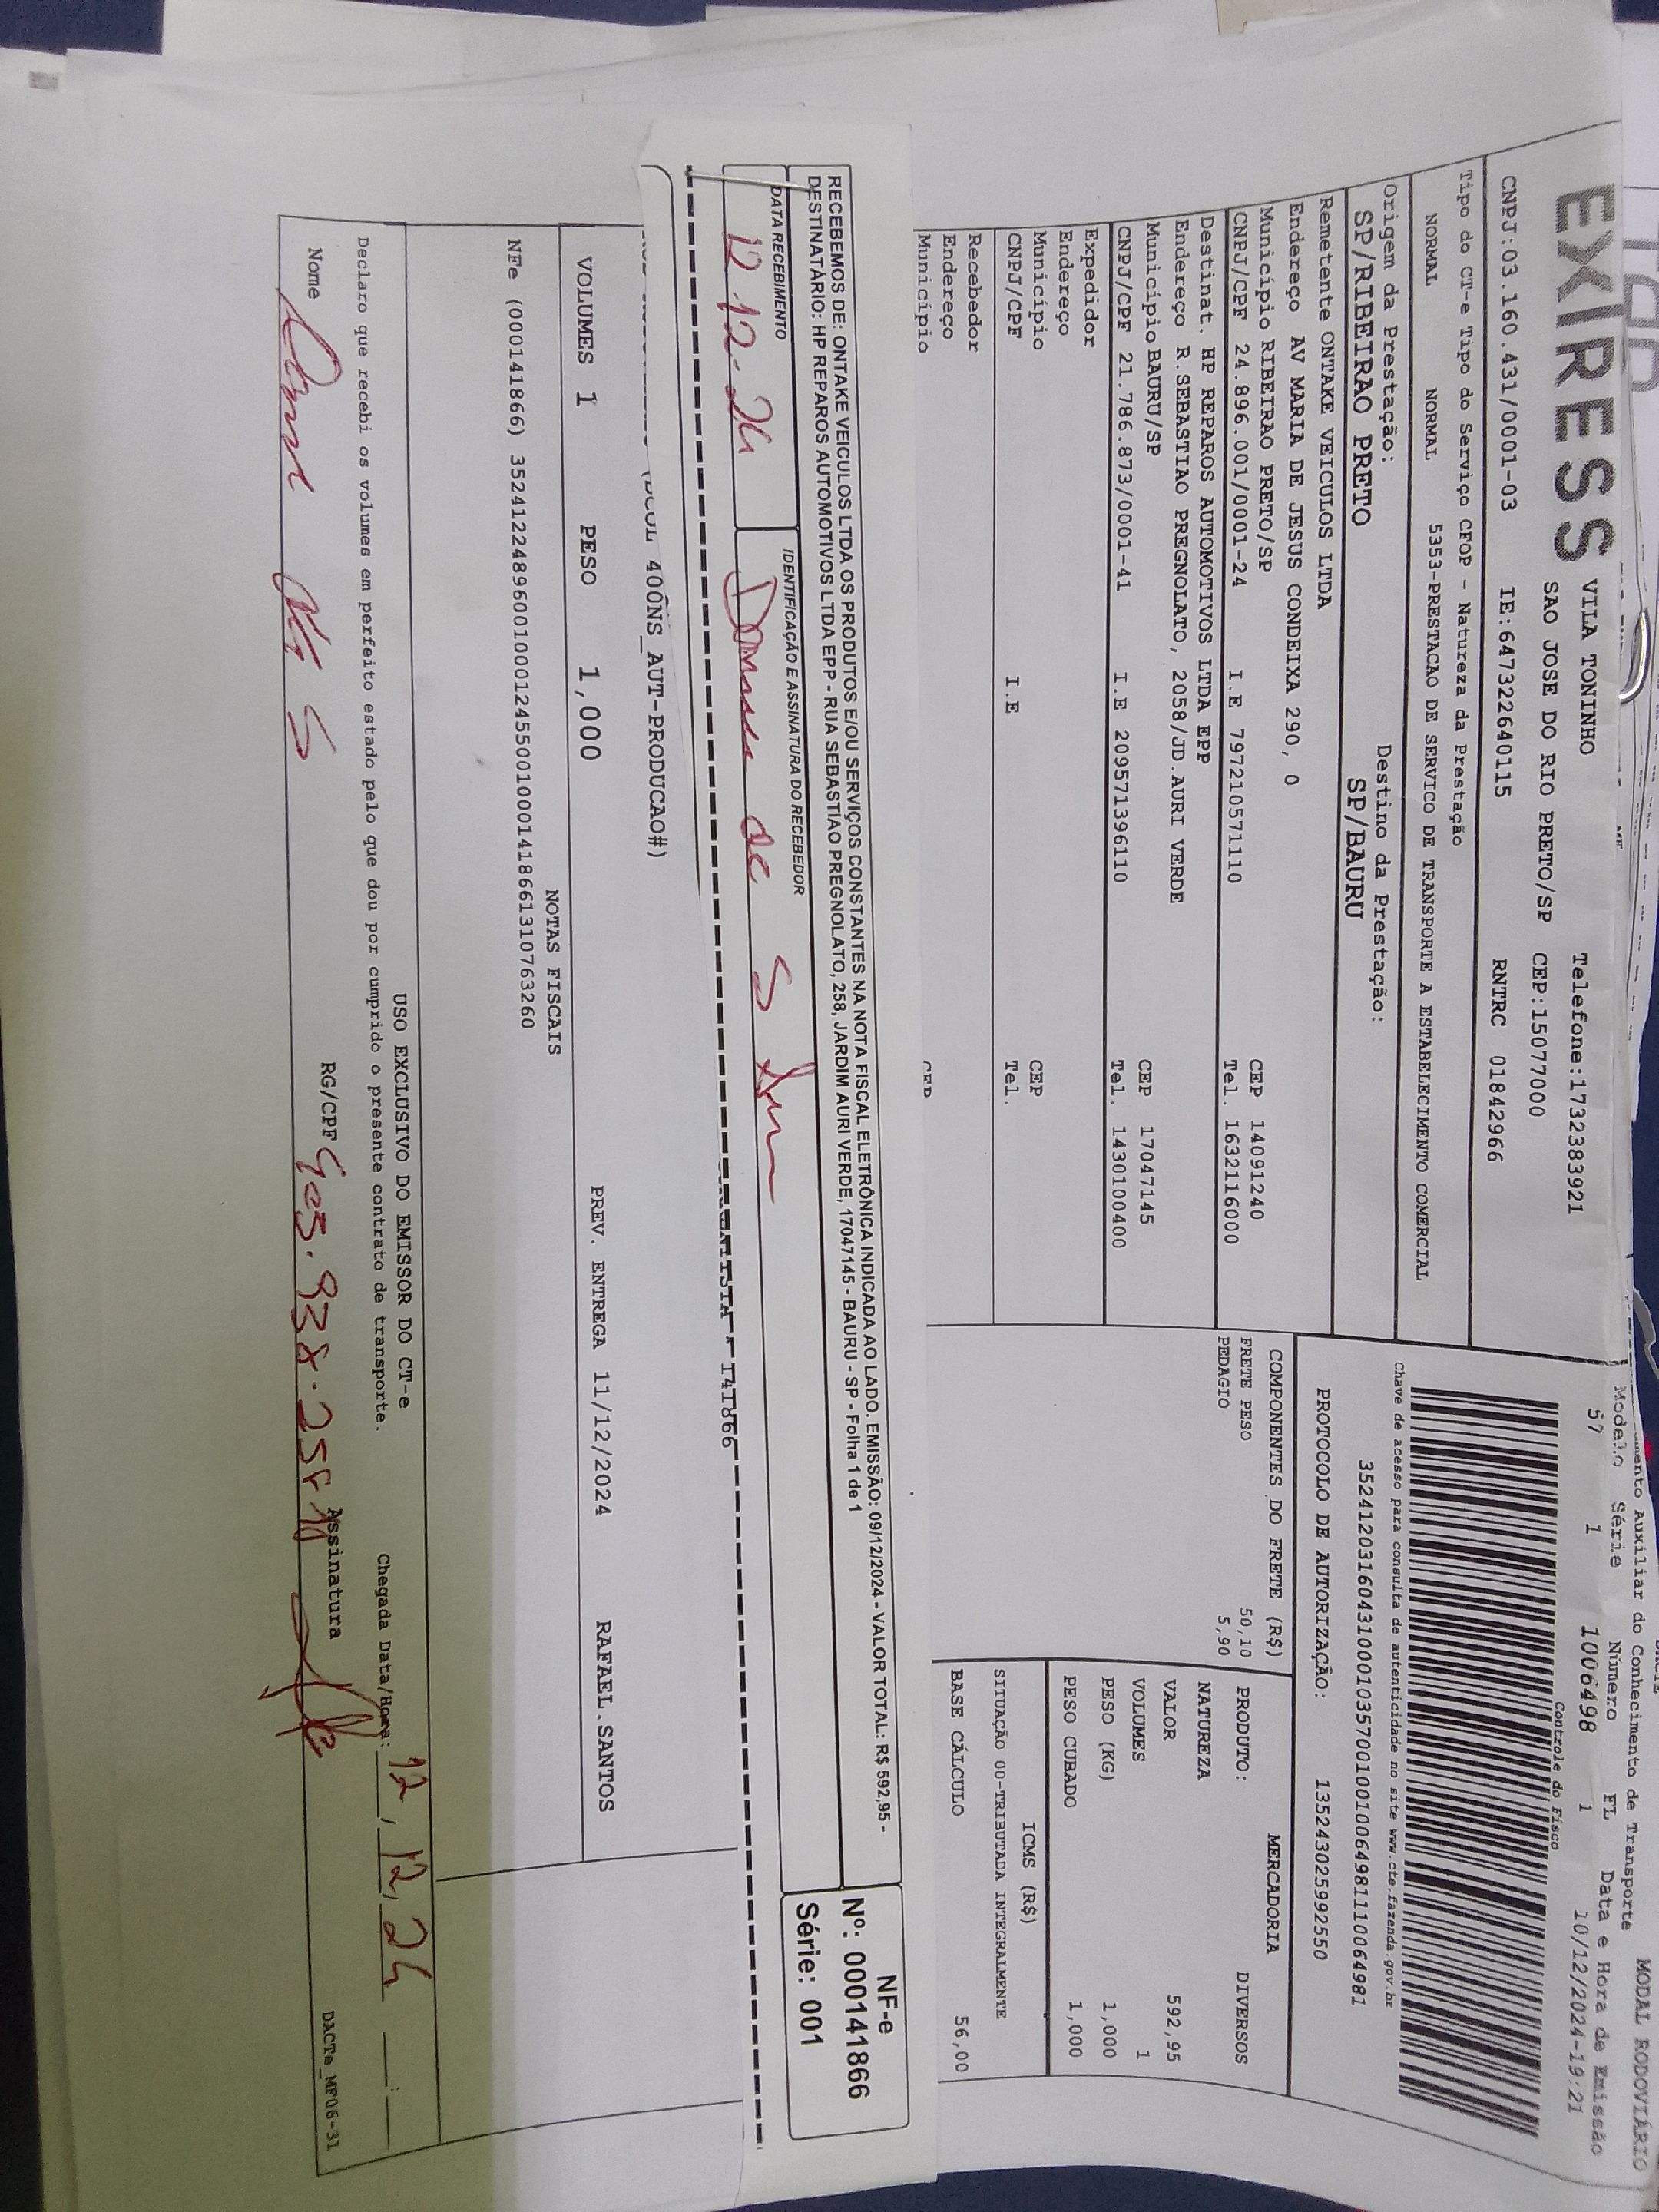 EXPRESS
VILA TONINHO Telefone:1732383921
SAO JOSE DO RIO PRETO/SP CEP:15077000
CNPJ:03.160.431/0001-03 IE:647322640115 RNTRC 01842966
Auxiliar do Conhecimento de Transporte MODAL RODOVIÁRIO
Modelo Série Número FL Data e Hora de Emissão
57 1 1006498 1 10/12/2024-19:21
Controle do Fisco
Tipo do CT-e Tipo do Serviço CFOP - Natureza da Prestação
NORMAL NORMAL 5353-PRESTACAO DE SERVICO DE TRANSPORTE A ESTABELECIMENTO COMERCIAL
Chave de acesso para consulta de autenticidade no site www.cte.fazenda.gov.br
35241203160431000103570010010064981110064981
Origem da Prestação: Destino da Prestação:
SP/RIBEIRAO PRETO SP/BAURU
PROTOCOLO DE AUTORIZAÇÃO: 135243025992550
Remetente ONTAKE VEICULOS LTDA
Endereço AV MARIA DE JESUS CONDEIXA 290, 0
Município RIBEIRAO PRETO/SP CEP 14091240
CNPJ/CPF 24.896.001/0001-24 I.E 797210571110 Tel. 1632116000
Destinat. HP REPAROS AUTOMOTIVOS LTDA EPP
Endereço R.SEBASTIAO PREGNOLATO, 2058/JD.AURI VERDE
Município BAURU/SP CEP 17047145
CNPJ/CPF 21.786.873/0001-41 I.E 209571396110 Tel. 1430100400
Expedidor
Endereço
Município CEP
CNPJ/CPF I.E Tel.
Recebedor
Endereço
Município CEP
COMPONENTES DO FRETE (R$)
FRETE PESO 50,10
PEDAGIO 5,90
MERCADORIA
PRODUTO: DIVERSOS
NATUREZA
VALOR 592,95
VOLUMES 1
PESO (KG) 1,000
PESO CUBADO 1,000
ICMS (R$)
SITUAÇÃO 00-TRIBUTADA INTEGRALMENTE
BASE CÁLCULO 56,00
RECEBEMOS DE: ONTAKE VEICULOS LTDA OS PRODUTOS E/OU SERVIÇOS CONSTANTES NA NOTA FISCAL ELETRÔNICA INDICADA AO LADO. EMISSÃO: 09/12/2024 - VALOR TOTAL: R$ 592,95 -
DESTINATÁRIO: HP REPAROS AUTOMOTIVOS LTDA EPP - RUA SEBASTIAO PREGNOLATO, 258, JARDIM AURI VERDE, 17047145 - BAURU - SP - Folha 1 de 1
NF-e
Nº: 000141866
Série: 001
DATA RECEBIMENTO IDENTIFICAÇÃO E ASSINATURA DO RECEBEDOR
12.12.24
141866
400NS_AUT-PRODUCAO#)
VOLUMES 1 PESO 1,000 PREV. ENTREGA 11/12/2024 RAFAEL.SANTOS
NOTAS FISCAIS
NFe (000141866) 35241224896001000124550010001418661310763260
USO EXCLUSIVO DO EMISSOR DO CT-e
Declaro que recebi os volumes em perfeito estado pelo que dou por cumprido o presente contrato de transporte. Chegada Data/Hora: 12/12/24
Nome RG/CPF Assinatura
DACTe_MF06-31